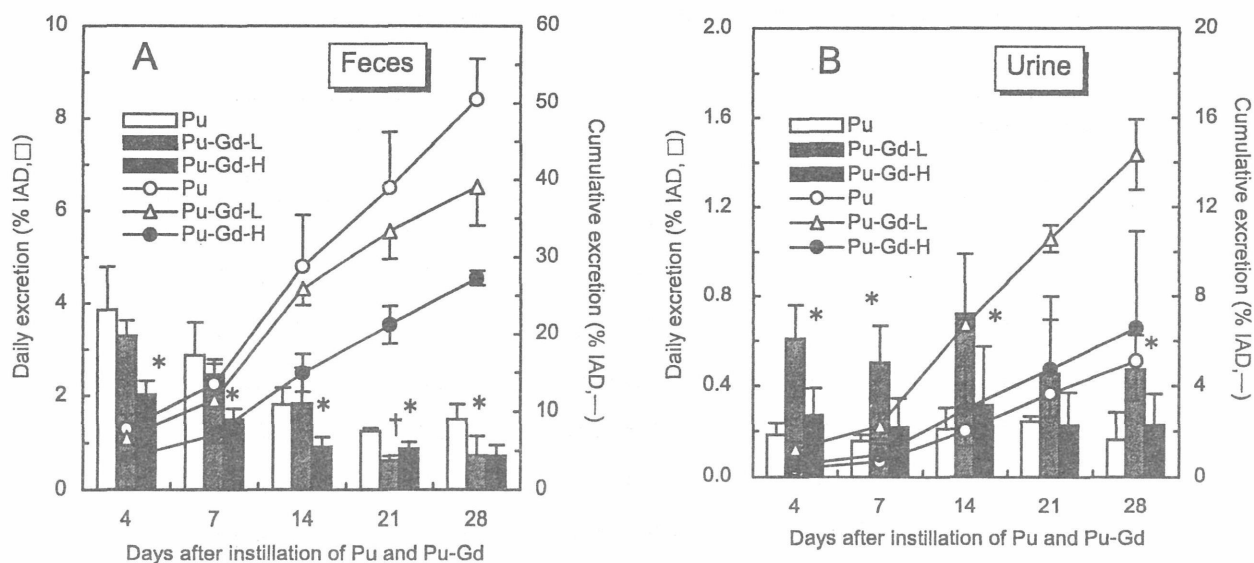 A
Feces
Pu
Pu-Gd-L
Pu-Gd-H
Pu
Pu-Gd-L
Pu-Gd-H
10
8
6
4
2
0
Daily excretion (% IAD, □)
60
50
40
30
20
10
0
Cumulative excretion (% IAD,—)
*
*
*
†
*
*
4 7 14 21 28
Days after instillation of Pu and Pu-Gd
B
Urine
Pu
Pu-Gd-L
Pu-Gd-H
Pu
Pu-Gd-L
Pu-Gd-H
2.0
1.6
1.2
0.8
0.4
0.0
Daily exrretion (% IAD, □)
20
16
12
8
4
0
Cumulative excretion (% IAD,—)
*
*
*
*
4 7 14 21 28
Days after instillation of Pu and Pu-Gd